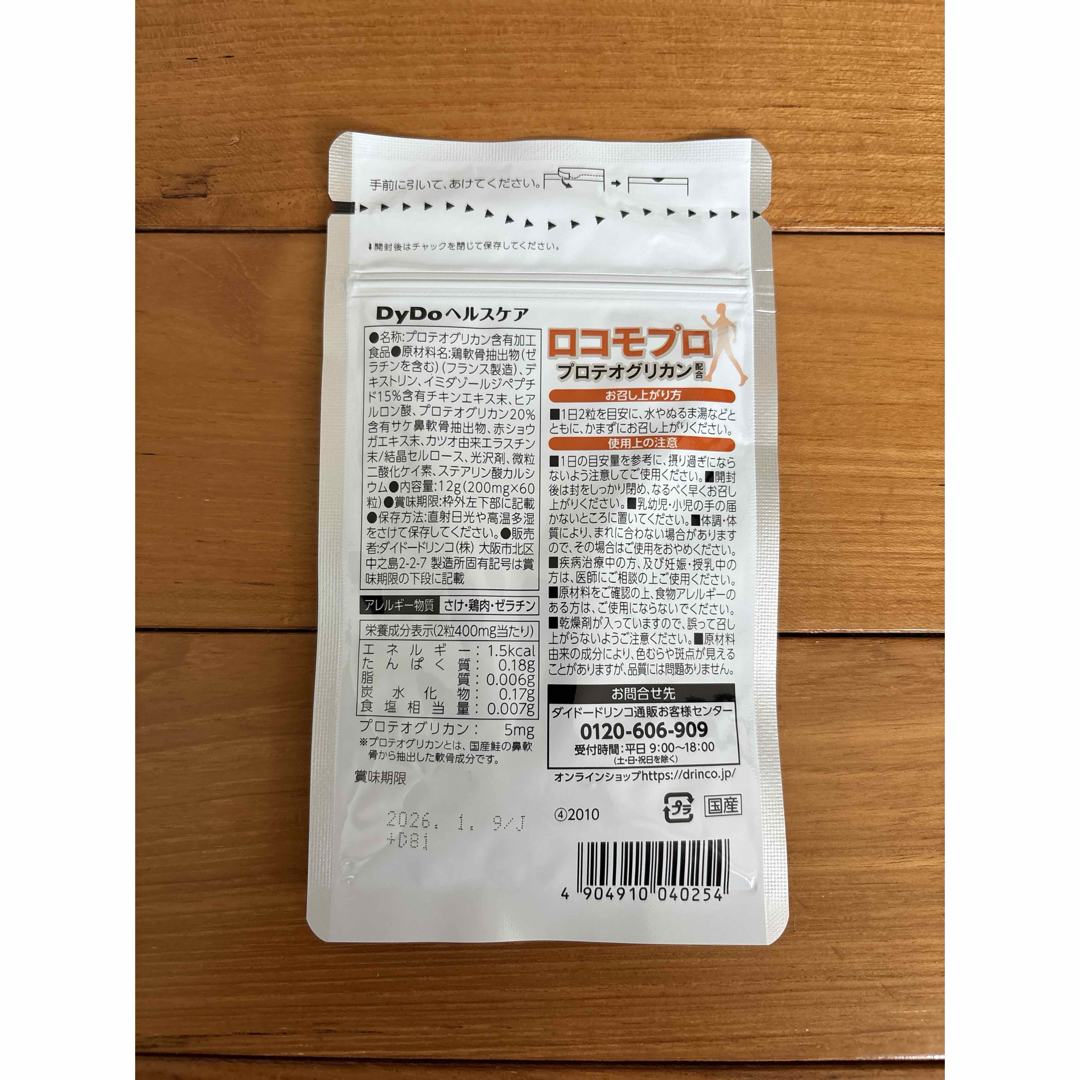 手前に引いて、あけてください。
⬇開封後はチャックを閉じて保存してください。
DyDoヘルスケア
●名称:プロテオグリカン含有加工
食品●原材料名:鶏軟骨抽出物(ゼ
ラチンを含む)(フランス製造)、デ
キストリン、イミダゾールジペプチ
ド15%含有チキンエキス末、ヒア
ルロン酸、プロテオグリカン20%
含有サケ鼻軟骨抽出物、赤ショウ
ガエキス末、カツオ由来エラスチン
末/結晶セルロース、光沢剤、微粒
二酸化ケイ素、ステアリン酸カルシ
ウム●内容量:12g(200mg×60
粒)●賞味期限:枠外左下部に記載
●保存方法:直射日光や高温多湿
をさけて保存してください。●販売
者:ダイドードリンコ(株) 大阪市北区
中之島2-2-7 製造所固有記号は賞
味期限の下段に記載
アレルギー物質 さけ・鶏肉・ゼラチン
栄養成分表示(2粒400mg当たり)
エネルギー: 1.5kcal
たんぱく質: 0.18g
脂質: 0.006g
炭水化物: 0.17g
食塩相当量: 0.007g
プロテオグリカン: 5mg
※プロテオグリカンとは、国産鮭の鼻軟
骨から抽出した軟骨成分です。
賞味期限
2026. 1. 9/J
+D81
ロコモプロ
プロテオグリカン配合
お召し上がり方
■1日2粒を目安に、水やぬるま湯などと
ともに、かまずにお召し上がりください。
使用上の注意
■1日の目安量を参考に、摂り過ぎになら
ないよう注意してご使用ください。■開封
後は封をしっかり閉め、なるべく早くお召し
上がりください。■乳幼児・小児の手の届
かないところに置いてください。■体調・体
質により、まれに合わない場合があります
ので、その場合はご使用をおやめください。
■疾病治療中の方、及び妊娠・授乳中の
方は、医師にご相談の上ご使用ください。
■原材料をご確認の上、食物アレルギーの
ある方は、ご使用にならないでください。
■乾燥剤が入っていますので、誤って召し
上がらないようご注意ください。■原材料
由来の成分により、色むらや斑点が見える
ことがありますが、品質には問題ありません。
お問合せ先
ダイドードリンコ通販お客様センター
0120-606-909
受付時間:平日 9:00〜18:00
(土・日・祝日を除く)
オンラインショップhttps://drinco.jp/
④2010
プラ
国産
4 904910 040254